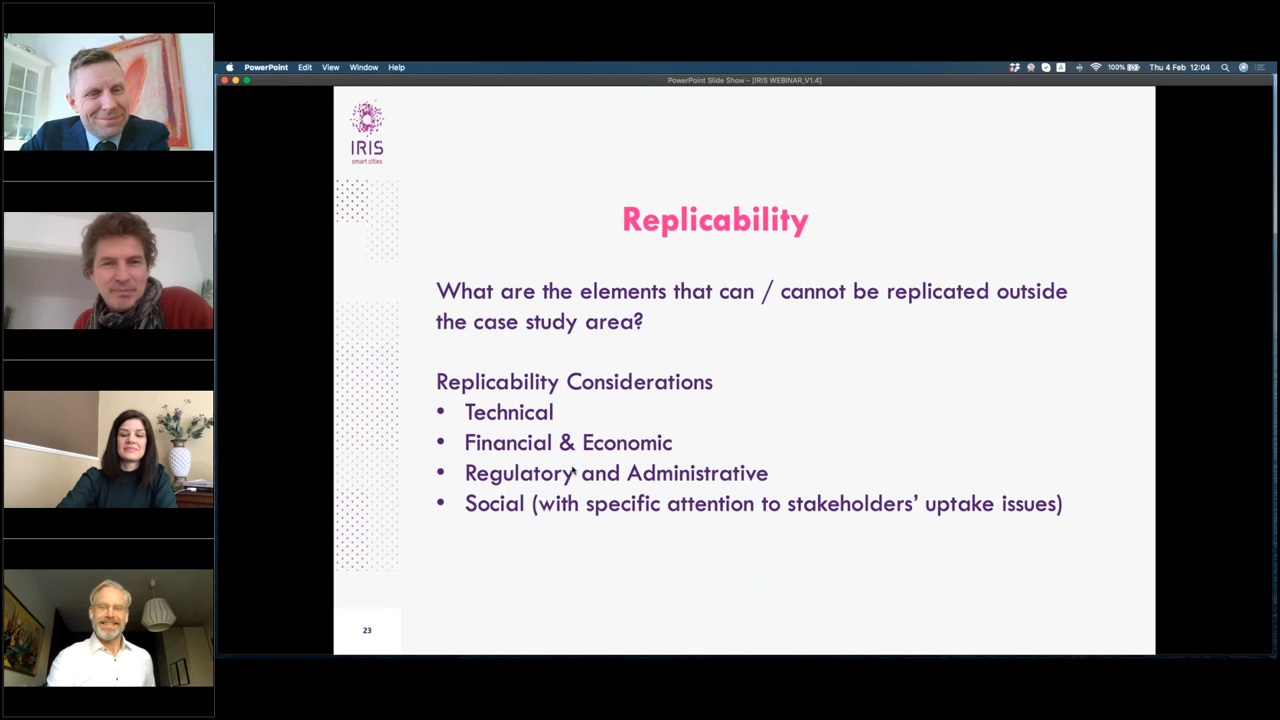 PowerPoint Edit View Window Help
100% Thu 4 Feb 12:04
PowerPoint Slide Show – [IRIS WEBINAR_V1.4]
IRIS
smart cities
Replicability
What are the elements that can / cannot be replicated outside
the case study area?
Replicability Considerations
• Technical
• Financial & Economic
• Regulatory and Administrative
• Social (with specific attention to stakeholders’ uptake issues)
23